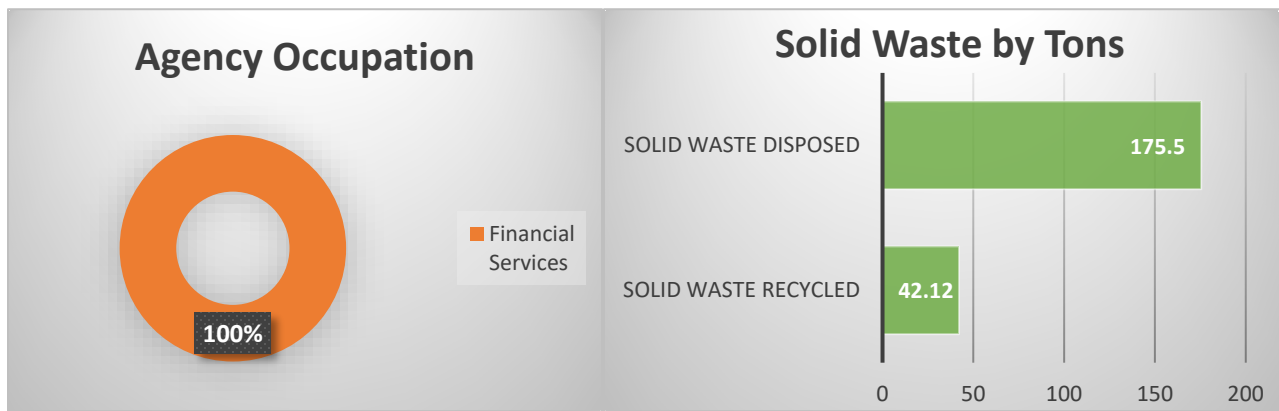 Agency Occupation
Financial
Services
100%
Solid Waste by Tons
SOLID WASTE DISPOSED
175.5
SOLID WASTE RECYCLED
42.12
0 50 100 150 200